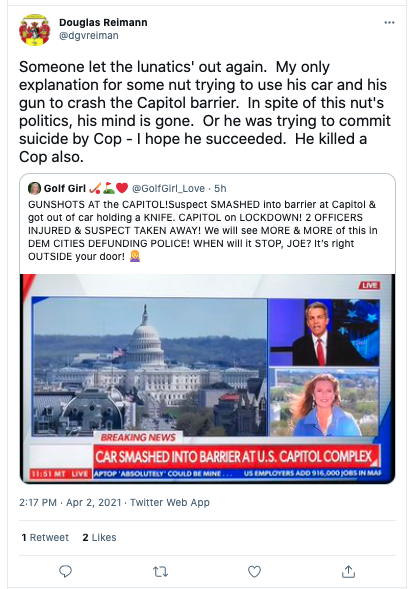 Douglas Reimann
@dgvreiman
Someone let the lunatics' out again. My only
explanation for some nut trying to use his car and his
gun to crash the Capitol barrier. In spite of this nut's
politics, his mind is gone. Or he was trying to commit
suicide by Cop - I hope he succeeded. He killed a
Cop also.
Golf Girl @GolfGirl_Love · 5h
GUNSHOTS AT the CAPITOL!Suspect SMASHED into barrier at Capitol &
got out of car holding a KNIFE. CAPITOL on LOCKDOWN! 2 OFFICERS
INJURED & SUSPECT TAKEN AWAY! We will see MORE & MORE of this in
DEM CITIES DEFUNDING POLICE! WHEN will it STOP, JOE? It's right
OUTSIDE your door!
LIVE
BREAKING NEWS
CAR SMASHED INTO BARRIER AT U.S. CAPITOL COMPLEX
11:51 MT LIVE APTOP 'ABSOLUTELY' COULD BE MINE... US EMPLOYERS ADD 916,000 JOBS IN MAR
2:17 PM · Apr 2, 2021 · Twitter Web App
1 Retweet 2 Likes